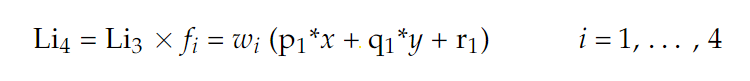 Li₄ = Li₃ × fᵢ = wᵢ (p₁*x + q₁*y + r₁) i = 1, … , 4